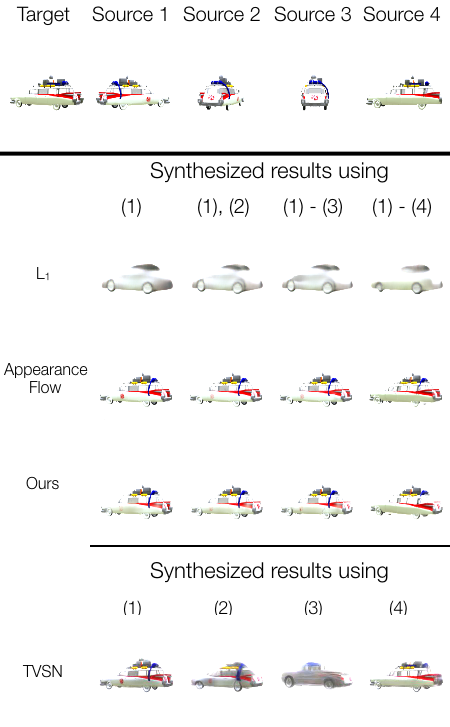 Target Source 1 Source 2 Source 3 Source 4
Synthesized results using
(1) (1), (2) (1) - (3) (1) - (4)
L1
Appearance
Flow
Ours
Synthesized results using
(1) (2) (3) (4)
TVSN